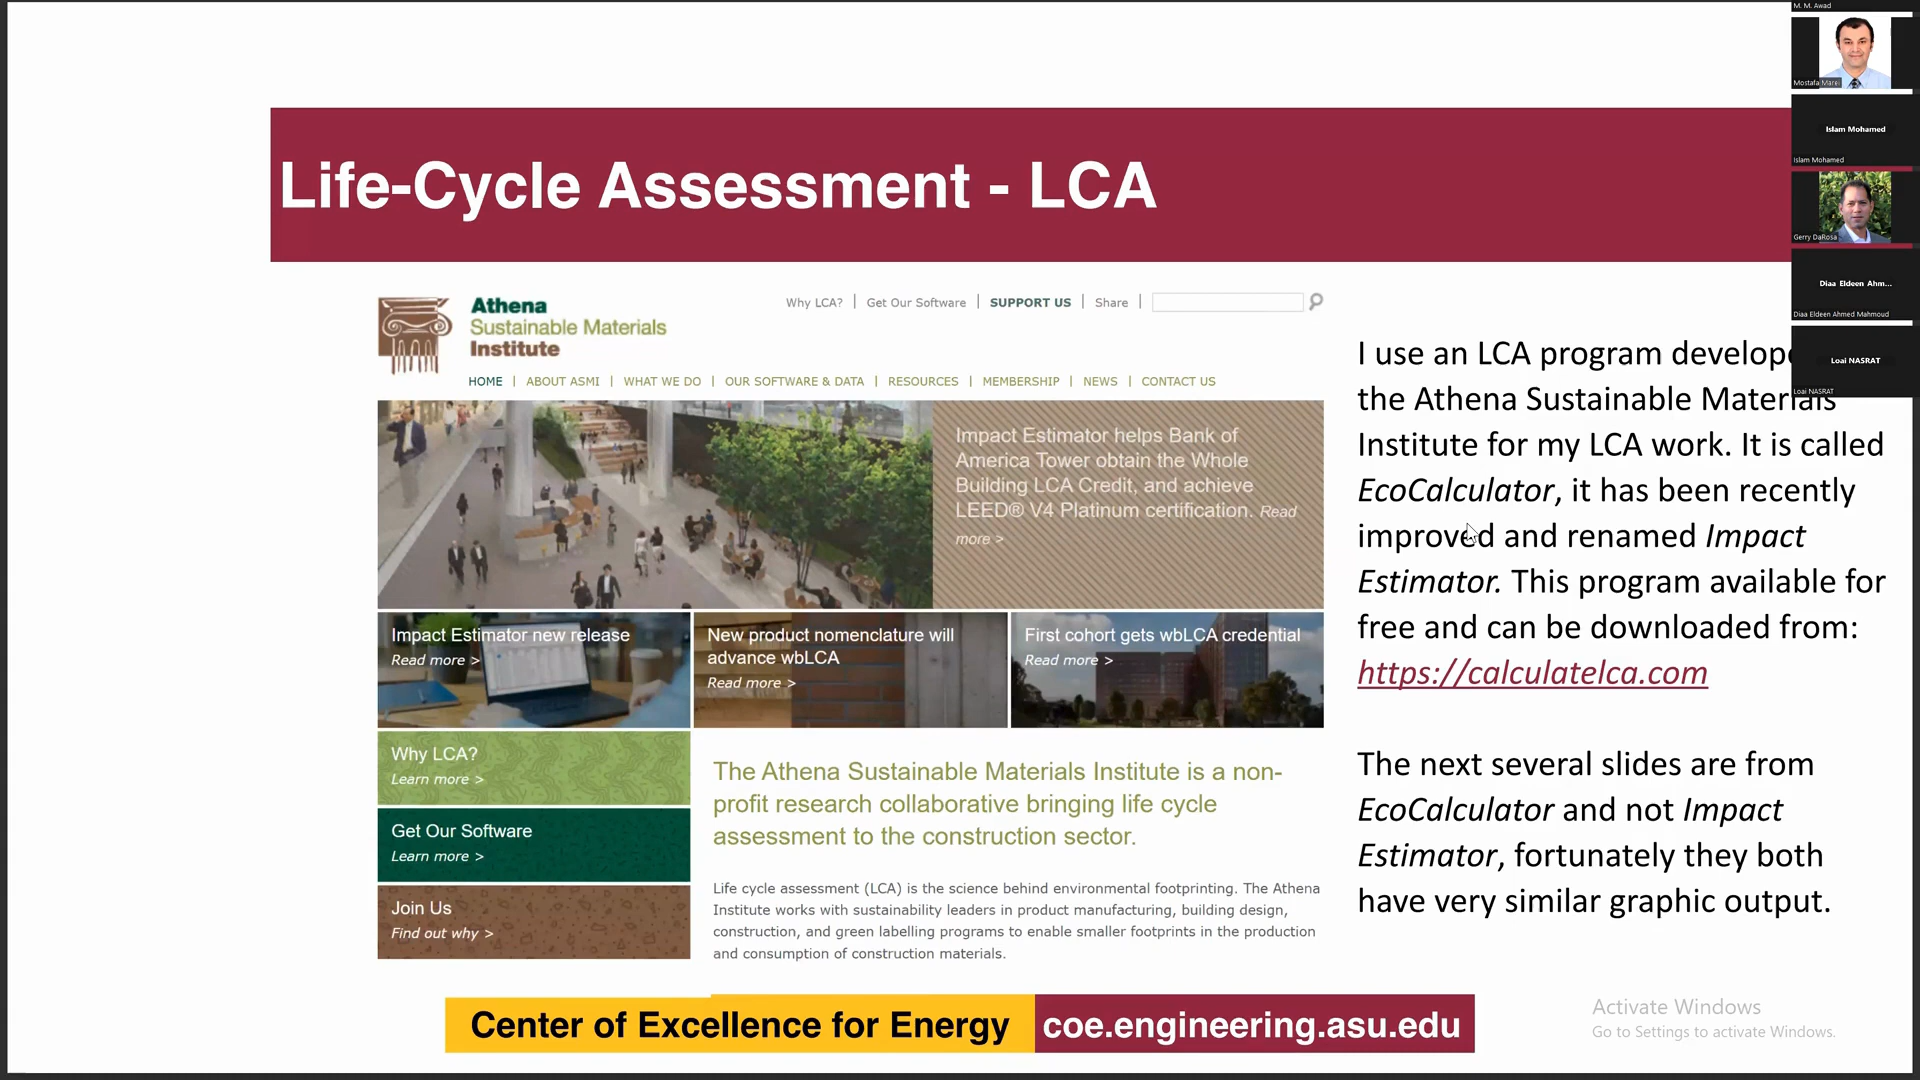 M. M. Awad
Mostafa Marei
Islam Mohamed
Islam Mohamed
Gerry DaRosa
Diaa Eldeen Ahm...
Diaa Eldeen Ahmed Mahmoud
Loai NASRAT
Loai NASRAT
Life-Cycle Assessment - LCA
Athena
Sustainable Materials
Institute
Why LCA? | Get Our Software | SUPPORT US | Share |
HOME | ABOUT ASMI | WHAT WE DO | OUR SOFTWARE & DATA | RESOURCES | MEMBERSHIP | NEWS | CONTACT US
Impact Estimator helps Bank of
America Tower obtain the Whole
Building LCA Credit, and achieve
LEED® V4 Platinum certification. Read
more >
Impact Estimator new release
Read more >
New product nomenclature will
advance wbLCA
Read more >
First cohort gets wbLCA credential
Read more >
Why LCA?
Learn more >
Get Our Software
Learn more >
Join Us
Find out why >
The Athena Sustainable Materials Institute is a non-
profit research collaborative bringing life cycle
assessment to the construction sector.
Life cycle assessment (LCA) is the science behind environmental footprinting. The Athena
Institute works with sustainability leaders in product manufacturing, building design,
construction, and green labelling programs to enable smaller footprints in the production
and consumption of construction materials.
I use an LCA program
the Athena Sustainable Materials
Institute for my LCA work. It is called
EcoCalculator, it has been recently
improved and renamed Impact
Estimator. This program available for
free and can be downloaded from:
https://calculatelca.com
The next several slides are from
EcoCalculator and not Impact
Estimator, fortunately they both
have very similar graphic output.
Center of Excellence for Energy
coe.engineering.asu.edu
Activate Windows
Go to Settings to activate Windows.